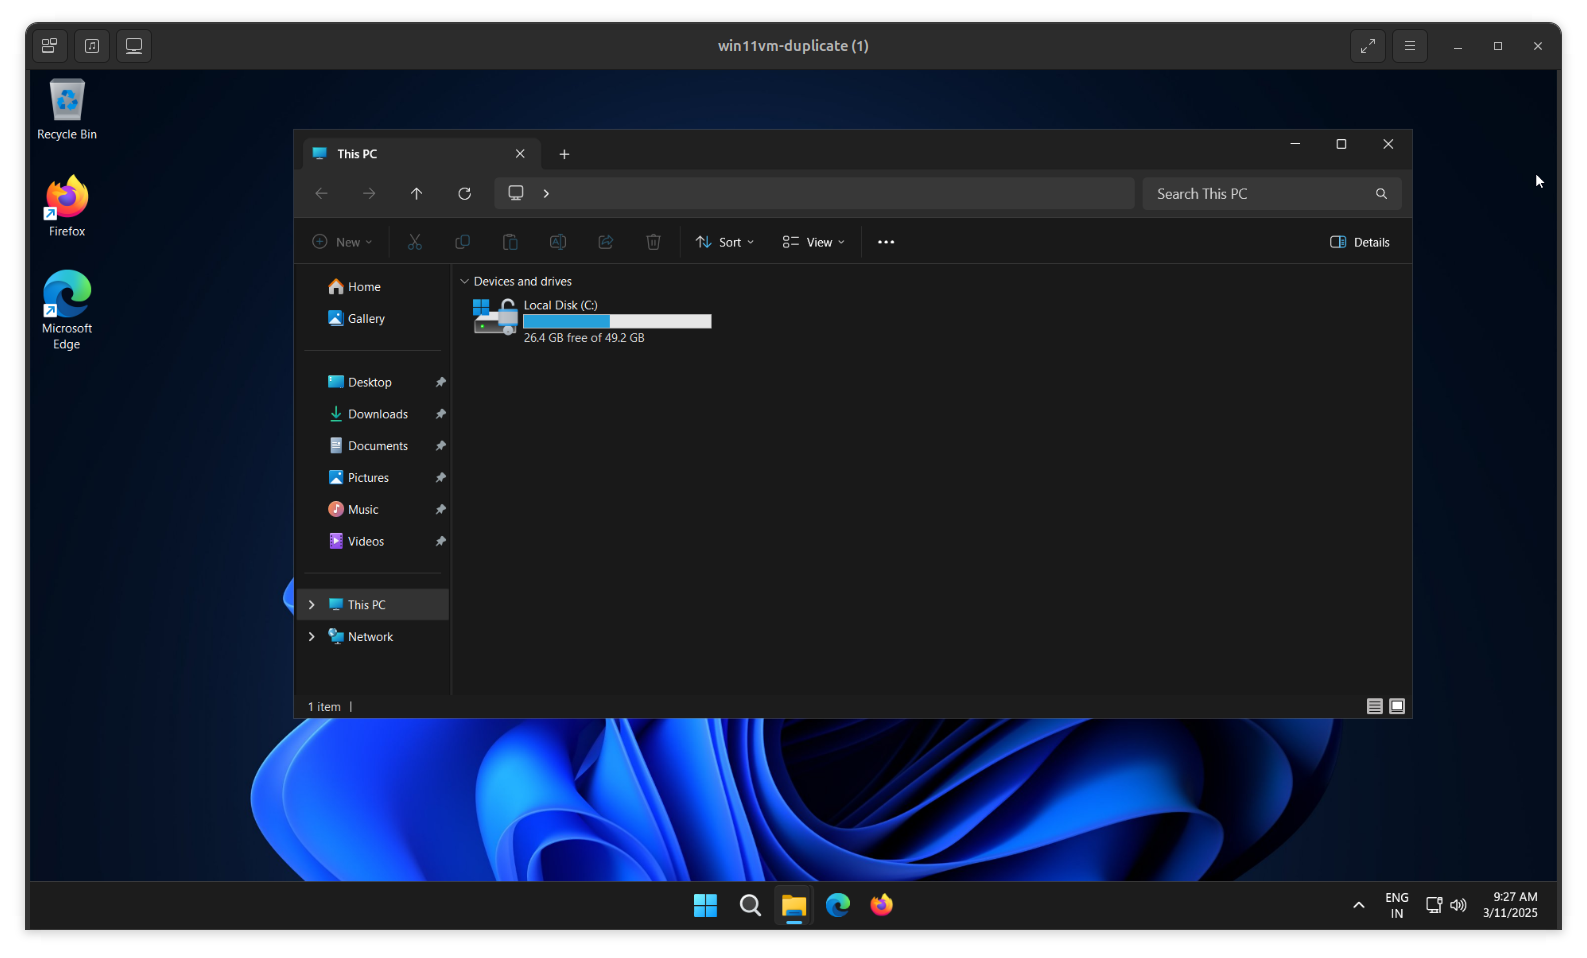 win11vm-duplicate (1)
Recycle Bin
Firefox
Microsoft
Edge
This PC
Search This PC
New
Sort
View
Details
Home
Gallery
Desktop
Downloads
Documents
Pictures
Music
Videos
This PC
Network
Devices and drives
Local Disk (C:)
26.4 GB free of 49.2 GB
1 item
ENG
IN
9:27 AM
3/11/2025